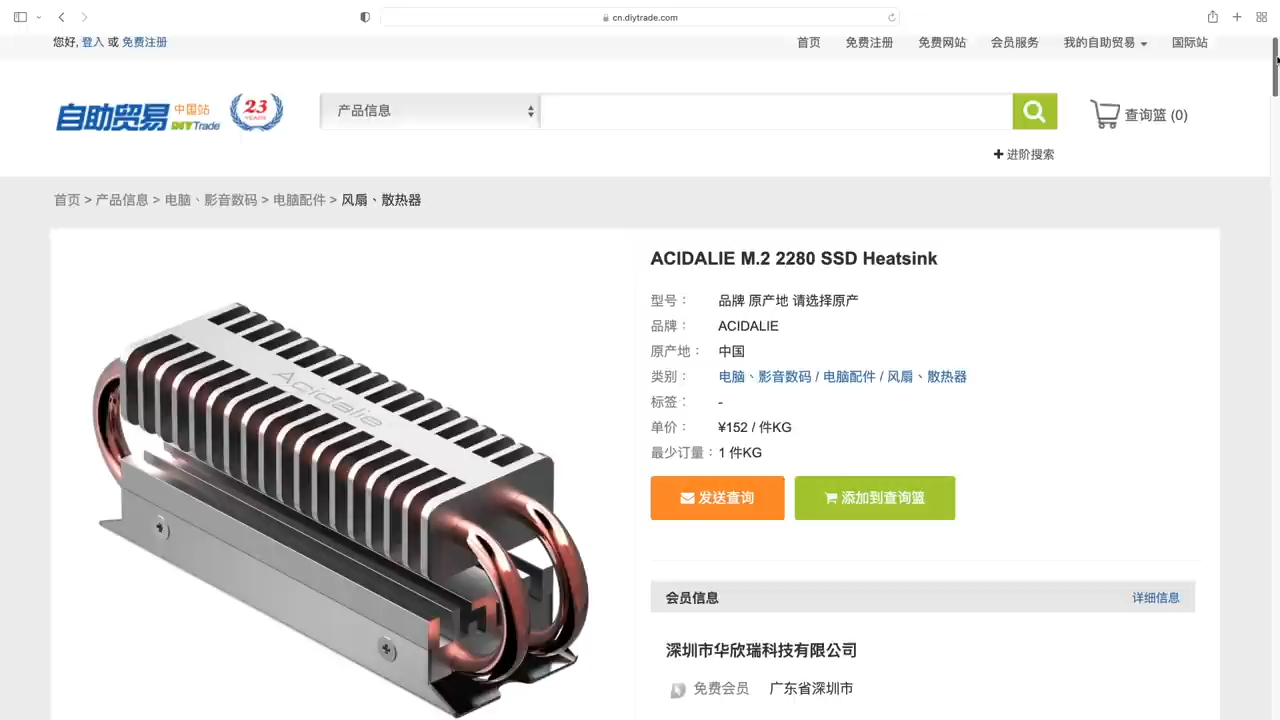 cn.diytrade.com
您好, 登入 或 免费注册
首页 免费注册 免费网站 会员服务 我的自助贸易 国际站
自助贸易 中国站 DIYTrade 23 YEARS
产品信息
查询篮 (0)
进阶搜索
首页 > 产品信息 > 电脑、影音数码 > 电脑配件 > 风扇、散热器
ACIDALIE M.2 2280 SSD Heatsink
型号： 品牌 原产地 请选择原产
品牌： ACIDALIE
原产地： 中国
类别： 电脑、影音数码 / 电脑配件 / 风扇、散热器
标签： -
单价： ¥152 / 件KG
最少订量： 1 件KG
发送查询 添加到查询篮
会员信息 详细信息
深圳市华欣瑞科技有限公司
免费会员 广东省深圳市
Acidalie